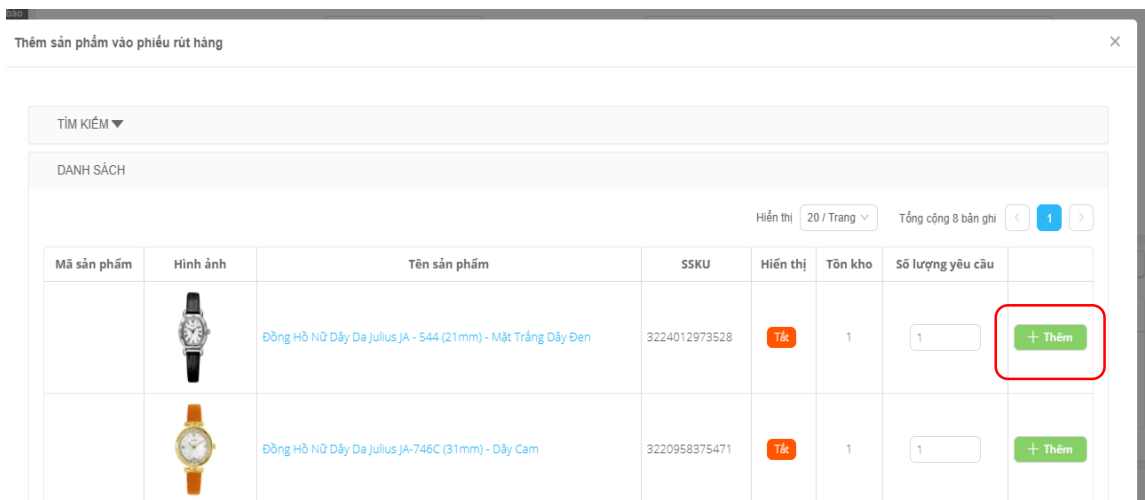 báo
Thêm sản phẩm vào phiếu rút hàng
TÌM KIẾM
DANH SÁCH
Hiển thị 20 / Trang Tổng cộng 8 bản ghi 1
Mã sản phẩm Hình ảnh Tên sản phẩm SSKU Hiển thị Tồn kho Số lượng yêu cầu
Đồng Hồ Nữ Dây Da Julius JA - 544 (21mm) - Mặt Trắng Dây Đen 3224012973528 Tắt 1 1 + Thêm
Đồng Hồ Nữ Dây Da Julius JA-746C (31mm) - Dây Cam 3220958375471 Tắt 1 1 + Thêm